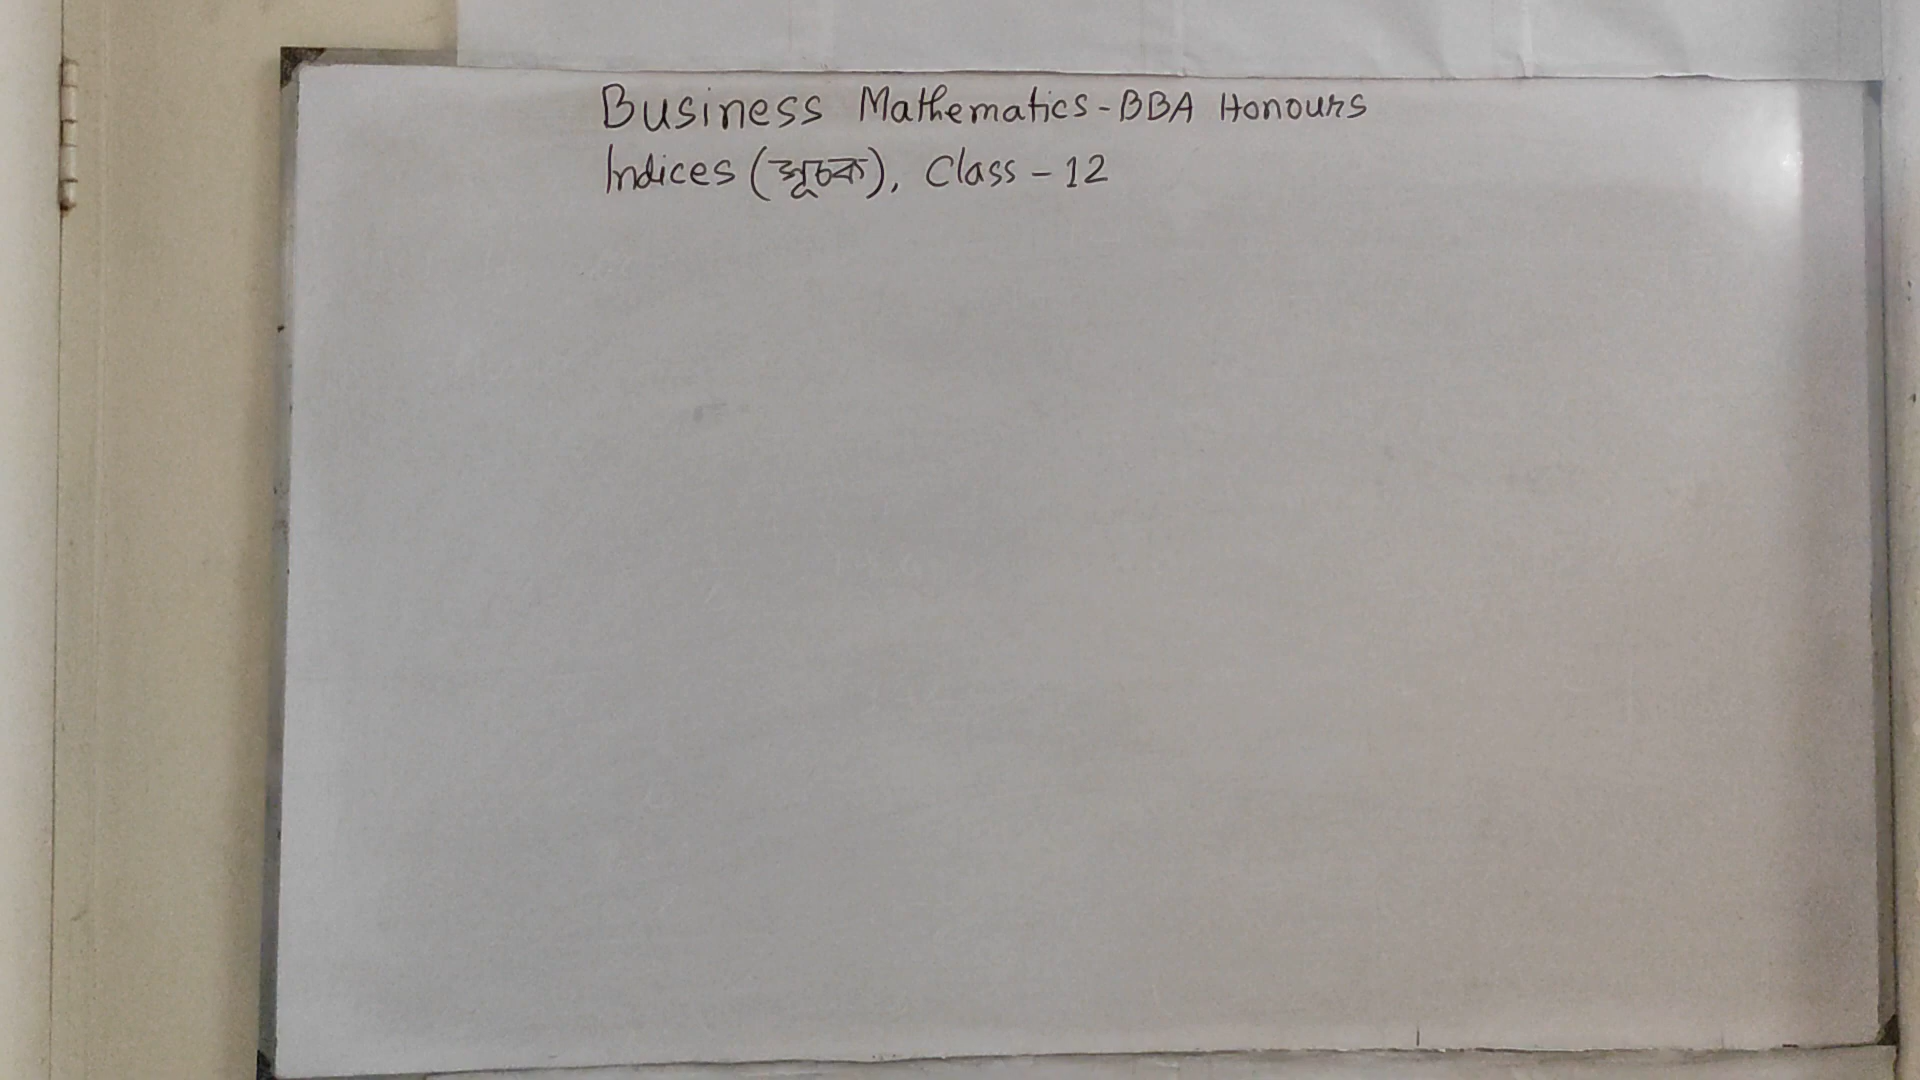 Business Mathematics-BBA Honours
Indices (সূচক), Class - 12